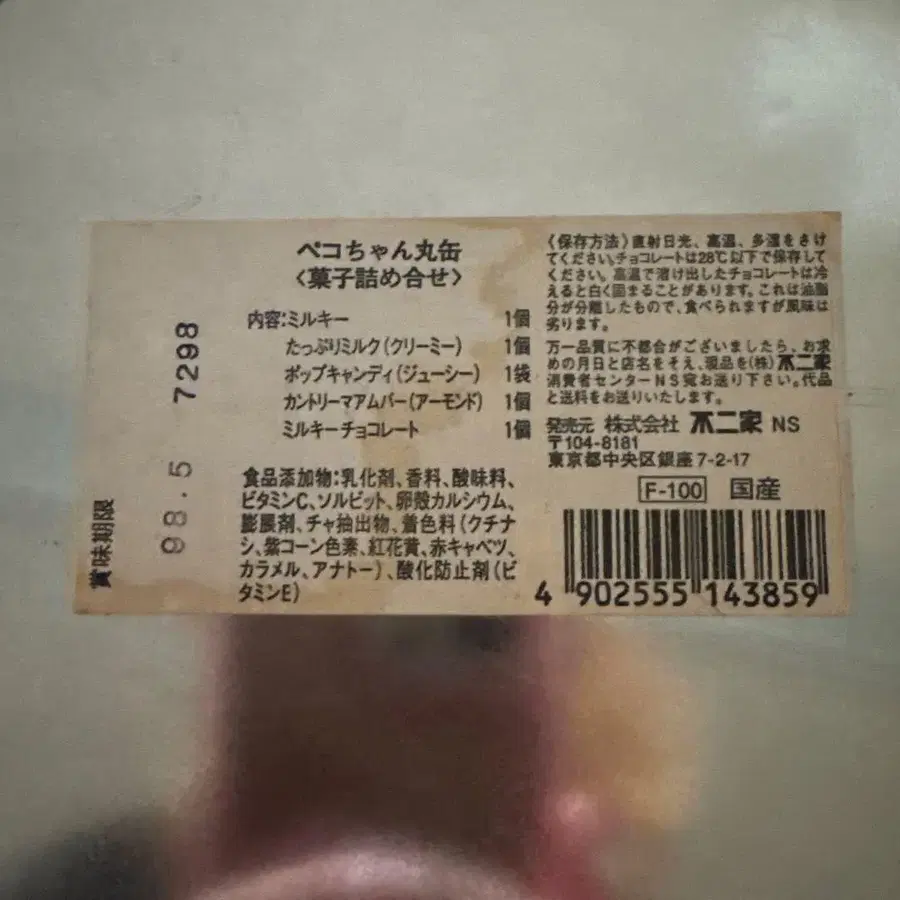 ペコちゃん丸缶
〈菓子詰め合せ〉
内容:ミルキー 1個
たっぷりミルク(クリーミー) 1個
ポップキャンディ(ジューシー) 1袋
カントリーマアムバー(アーモンド) 1個
ミルキーチョコレート 1個
食品添加物:乳化剤、香料、酸味料、
ビタミンC、ソルビット、卵殻カルシウム、
膨脹剤、チャ抽出物、着色料(クチナ
シ、紫コーン色素、紅花黄、赤キャベツ、
カラメル、アナトー)、酸化防止剤(ビ
タミンE)
賞味期限
98.5 7298
《保存方法》直射日光、高温、多湿をさけ
てください。チョコレートは28℃以下で保存して
ください。高温で溶け出したチョコレートは冷
えると白く固まることがあります。これは油脂
分が分離したもので、食べられますが風味は
劣ります。
万一品質に不都合がございましたら、お求
めの月日と店名をそえ、現品を(株)不二家
消費者センターNS宛お送り下さい。代品
と送料をお送りいたします。
発売元 株式会社 不二家 NS
〒104-8181
東京都中央区銀座7-2-17
F-100 国産
4 902555 143859